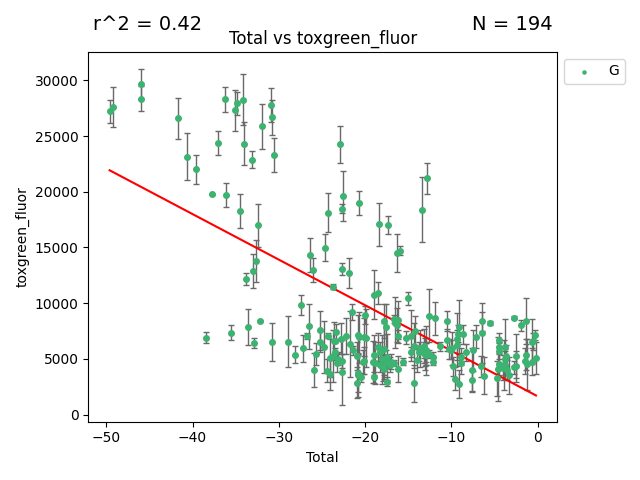 r^2 = 0.42
N = 194
Total vs toxgreen_fluor
G
30000
25000
20000
15000
10000
5000
0
toxgreen_fluor
−50
−40
−30
−20
−10
0
Total